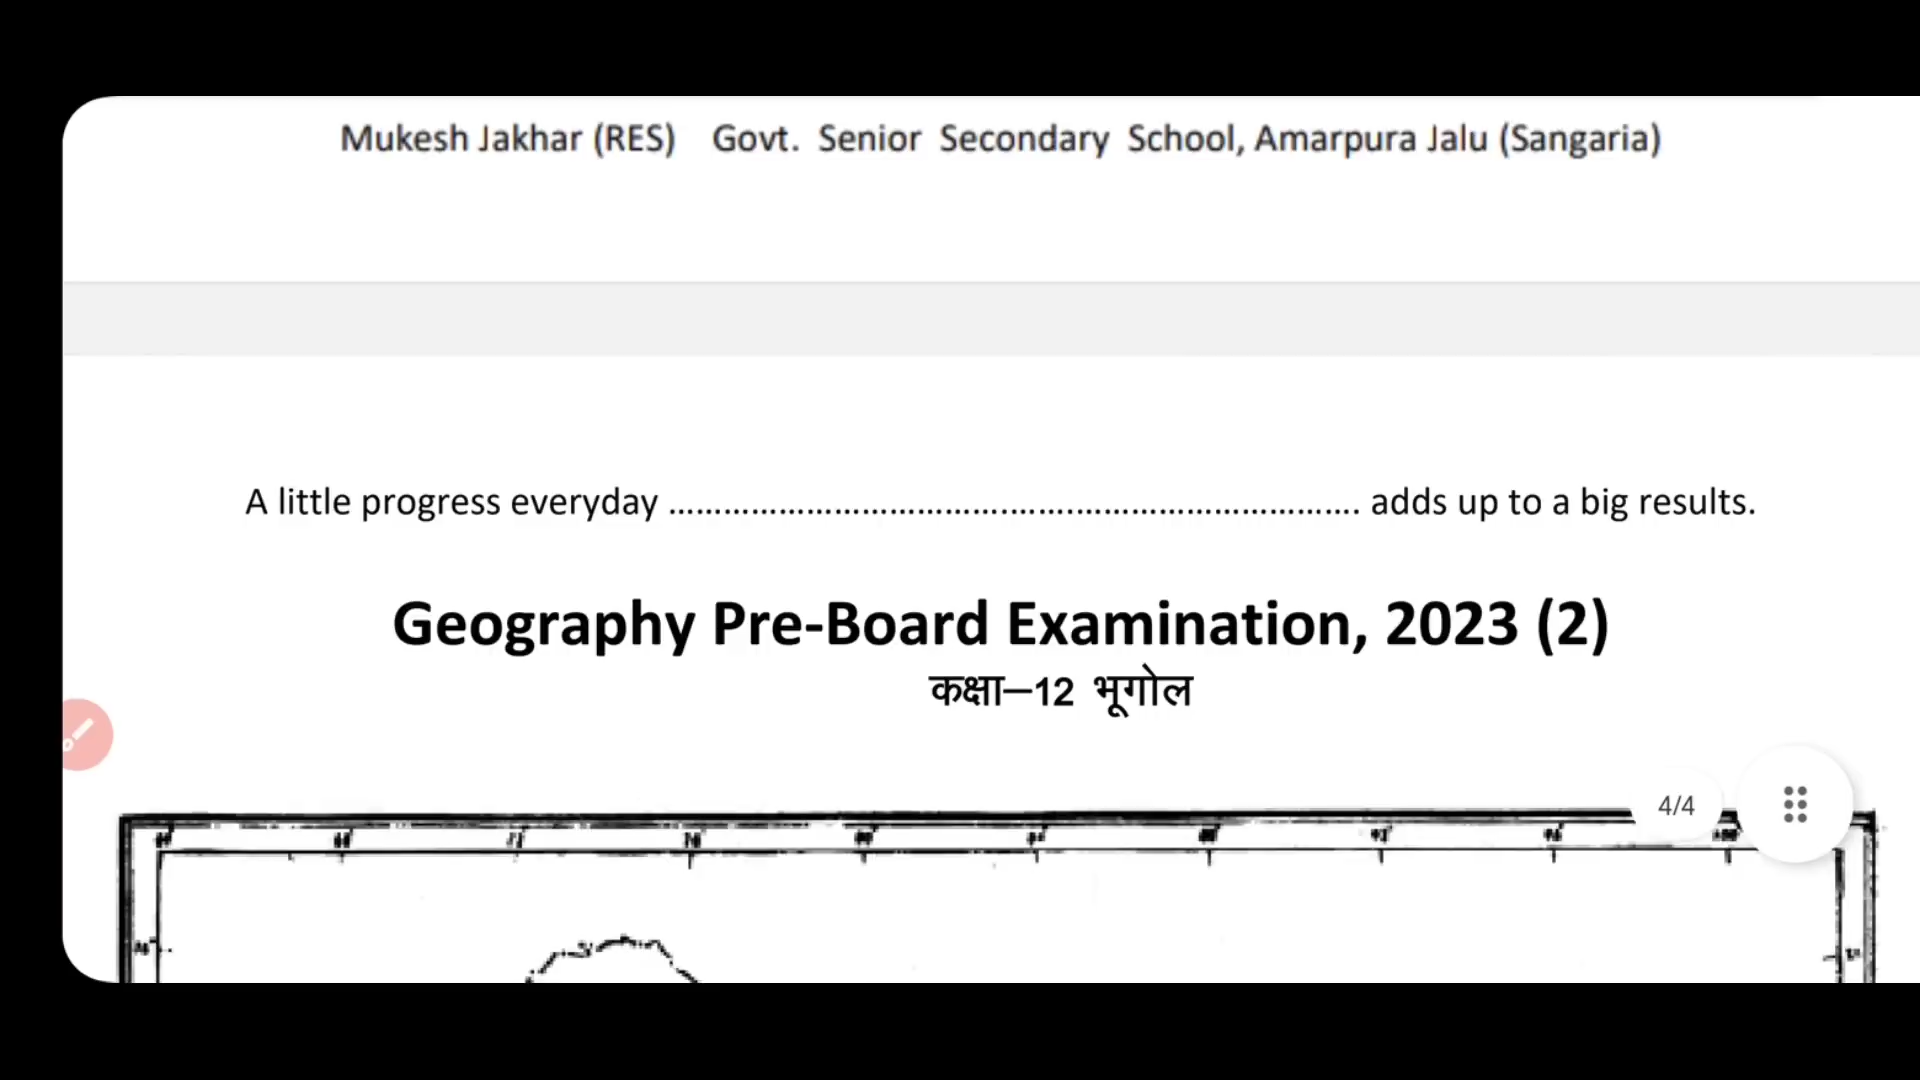 Mukesh Jakhar (RES) Govt. Senior Secondary School, Amarpura Jalu (Sangaria)
A little progress everyday ……………………………………………………………. adds up to a big results.
Geography Pre-Board Examination, 2023 (2)
कक्षा–12 भूगोल
4/4